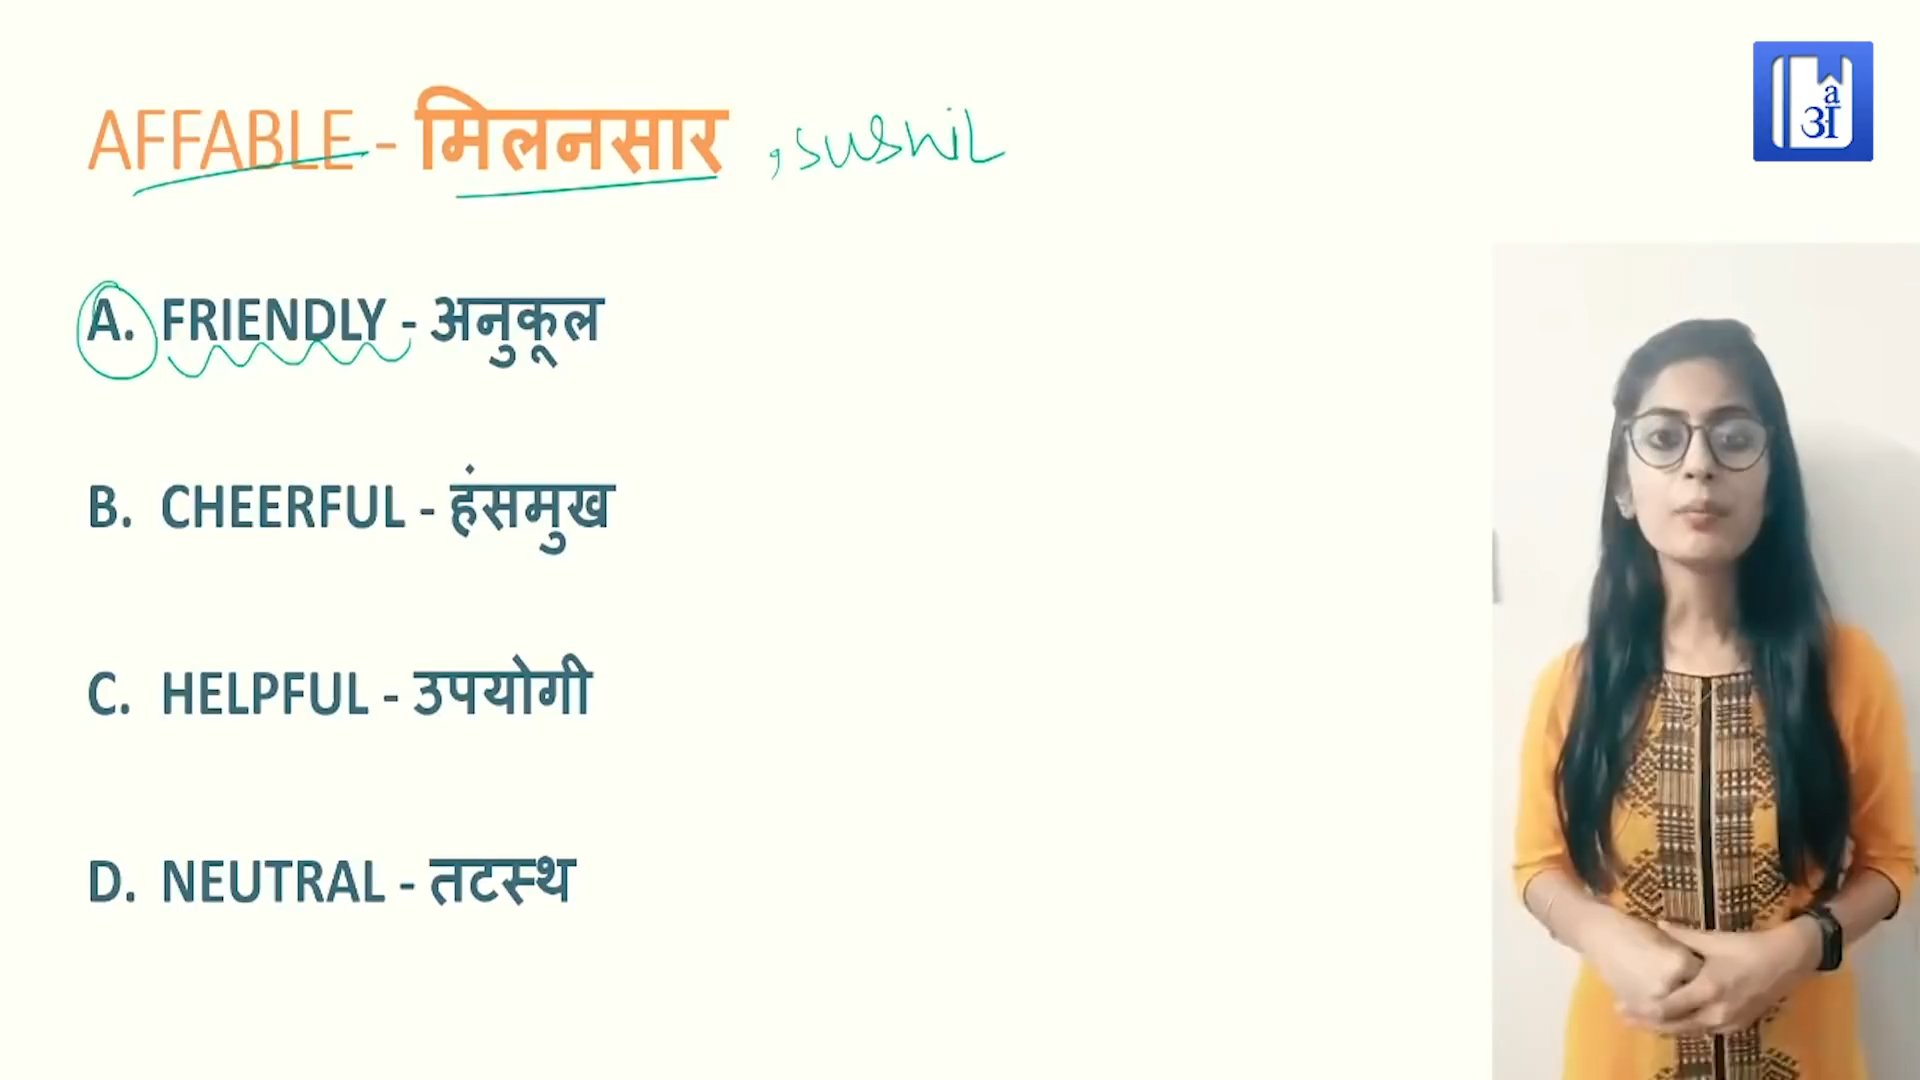 AFFABLE - मिलनसार , sushil
A. FRIENDLY - अनुकूल
B. CHEERFUL - हंसमुख
C. HELPFUL - उपयोगी
D. NEUTRAL - तटस्थ
a
अ